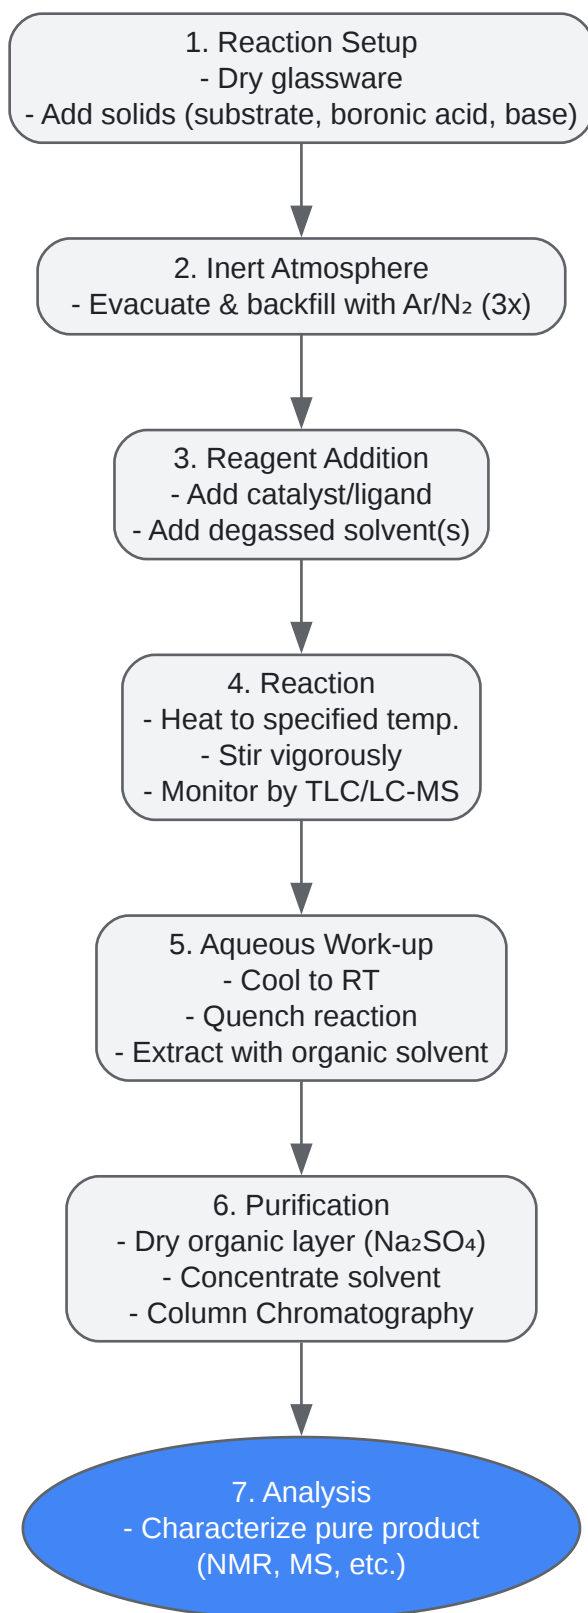 1. Reaction Setup
- Dry glassware
- Add solids (substrate, boronic acid, base)
2. Inert Atmosphere
- Evacuate & backfill with Ar/N₂ (3x)
3. Reagent Addition
- Add catalyst/ligand
- Add degassed solvent(s)
4. Reaction
- Heat to specified temp.
- Stir vigorously
- Monitor by TLC/LC-MS
5. Aqueous Work-up
- Cool to RT
- Quench reaction
- Extract with organic solvent
6. Purification
- Dry organic layer (Na₂SO₄)
- Concentrate solvent
- Column Chromatography
7. Analysis
- Characterize pure product
(NMR, MS, etc.)